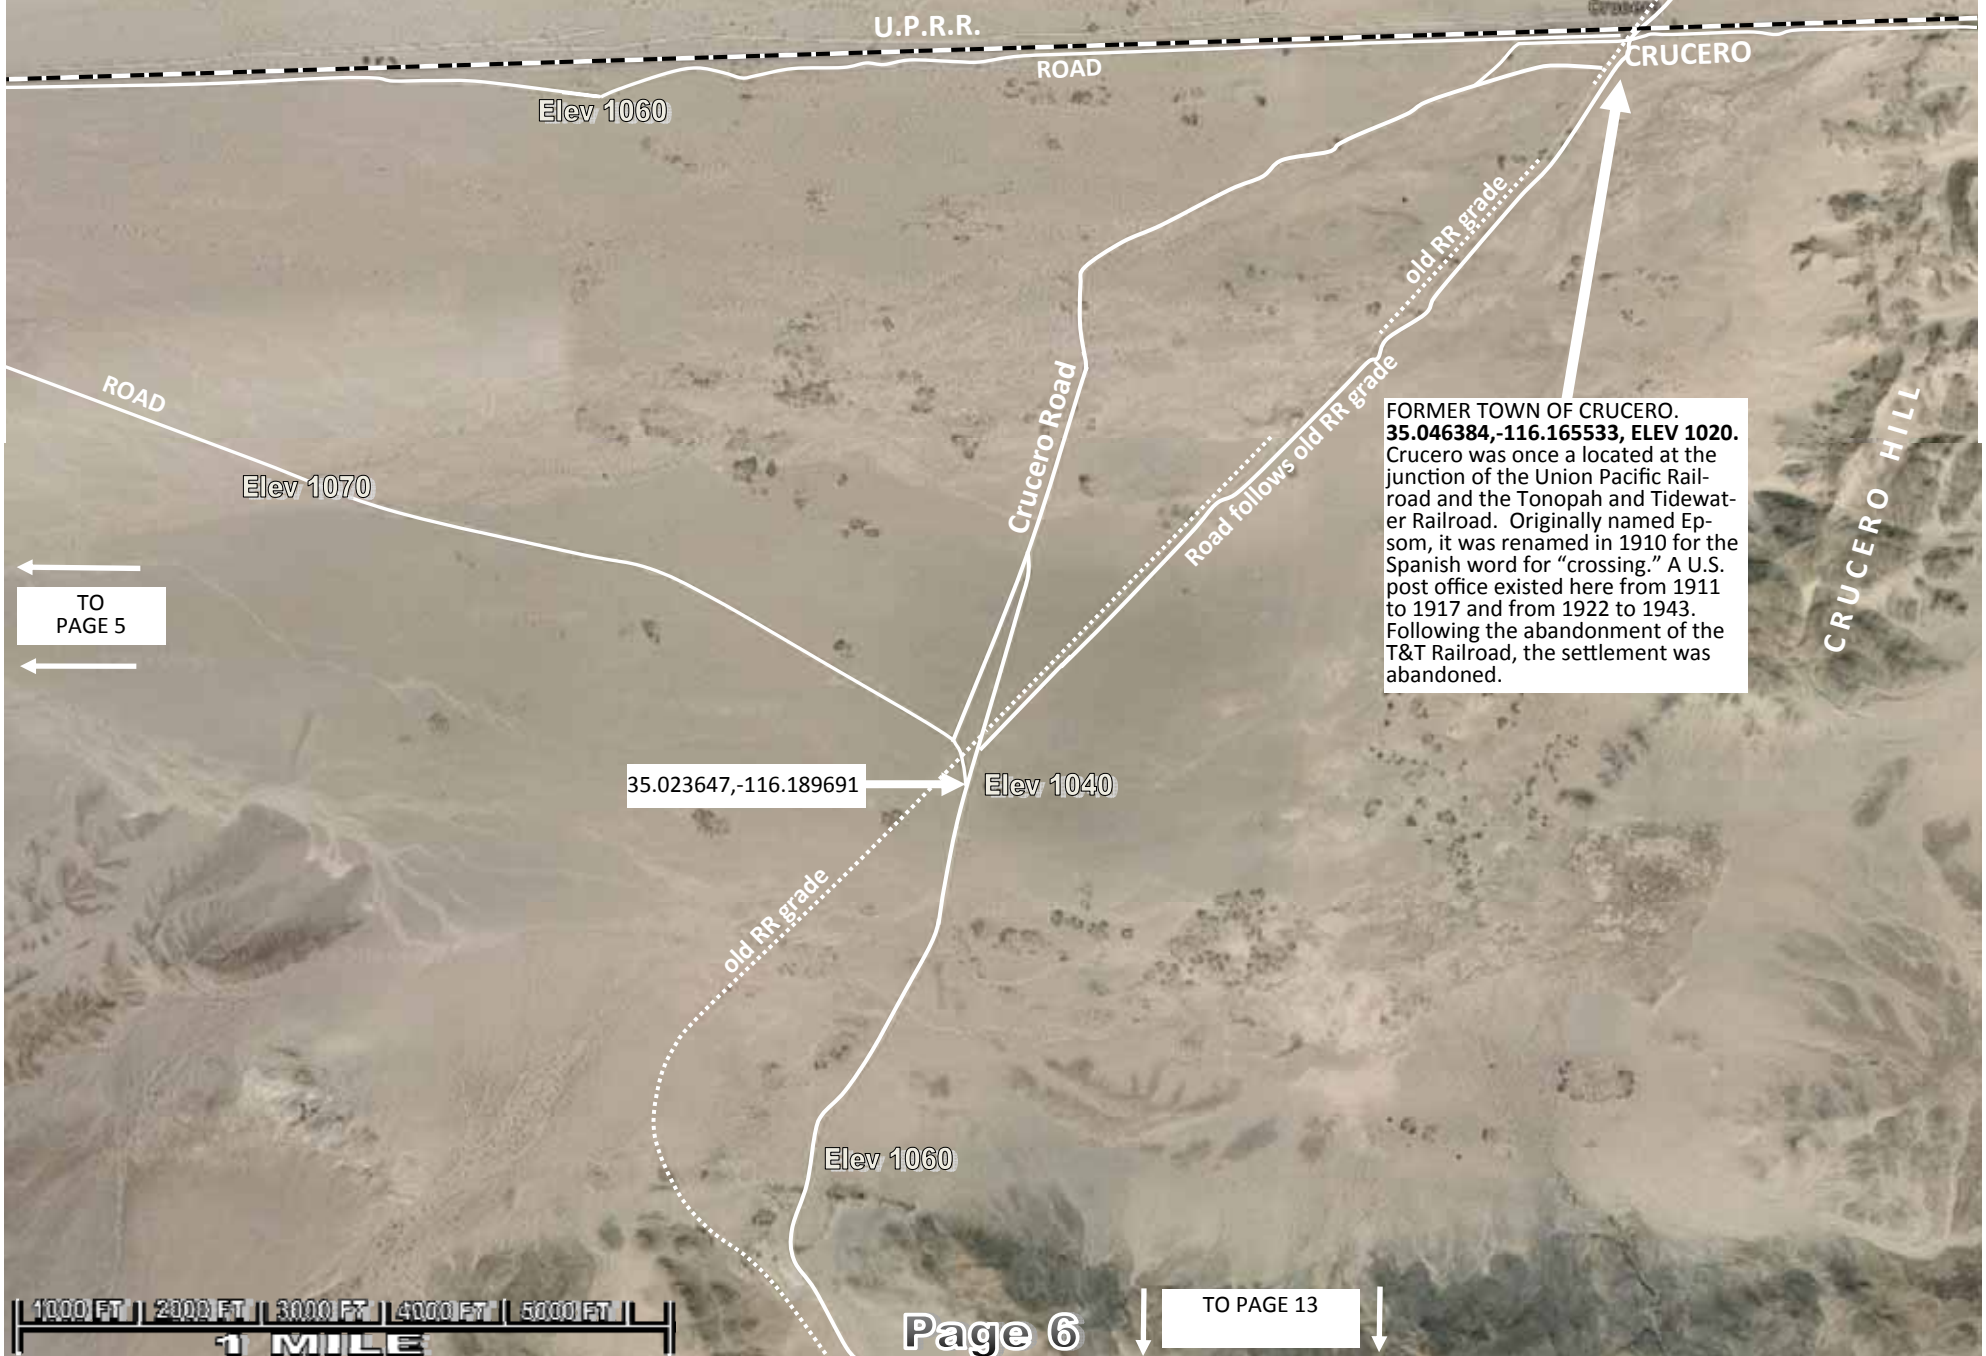 Crucero
U.P.R.R.
ROAD
CRUCERO
Elev 1060
old RR grade
ROAD
Crucero Road
Road follows old RR grade
Elev 1070
FORMER TOWN OF CRUCERO.
35.046384,-116.165533, ELEV 1020.
Crucero was once a located at the
junction of the Union Pacific Rail-
road and the Tonopah and Tidewat-
er Railroad. Originally named Ep-
som, it was renamed in 1910 for the
Spanish word for “crossing.” A U.S.
post office existed here from 1911
to 1917 and from 1922 to 1943.
Following the abandonment of the
T&T Railroad, the settlement was
abandoned.
CRUCERO HILL
TO
PAGE 5
35.023647,-116.189691
Elev 1040
old RR grade
Elev 1060
1000 FT 2000 FT 3000 FT 4000 FT 5000 FT
1 MILE
Page 6
TO PAGE 13